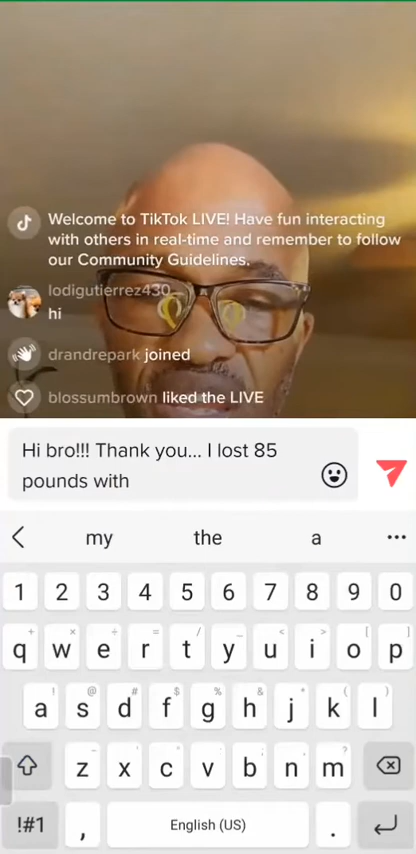 Welcome to TikTok LIVE! Have fun interacting
with others in real-time and remember to follow
our Community Guidelines.
lodigutierrez430
hi
drandrepark joined
blossumbrown liked the LIVE
Hi bro!!! Thank you... I lost 85
pounds with
my the a
1 2 3 4 5 6 7 8 9 0
+ × ÷ = / _ < > [ ]
q w e r t y u i o p
! @ # $ % ^ & * ( )
a s d f g h j k l
- ' " : ; , ?
z x c v b n m
!#1 , English (US) .